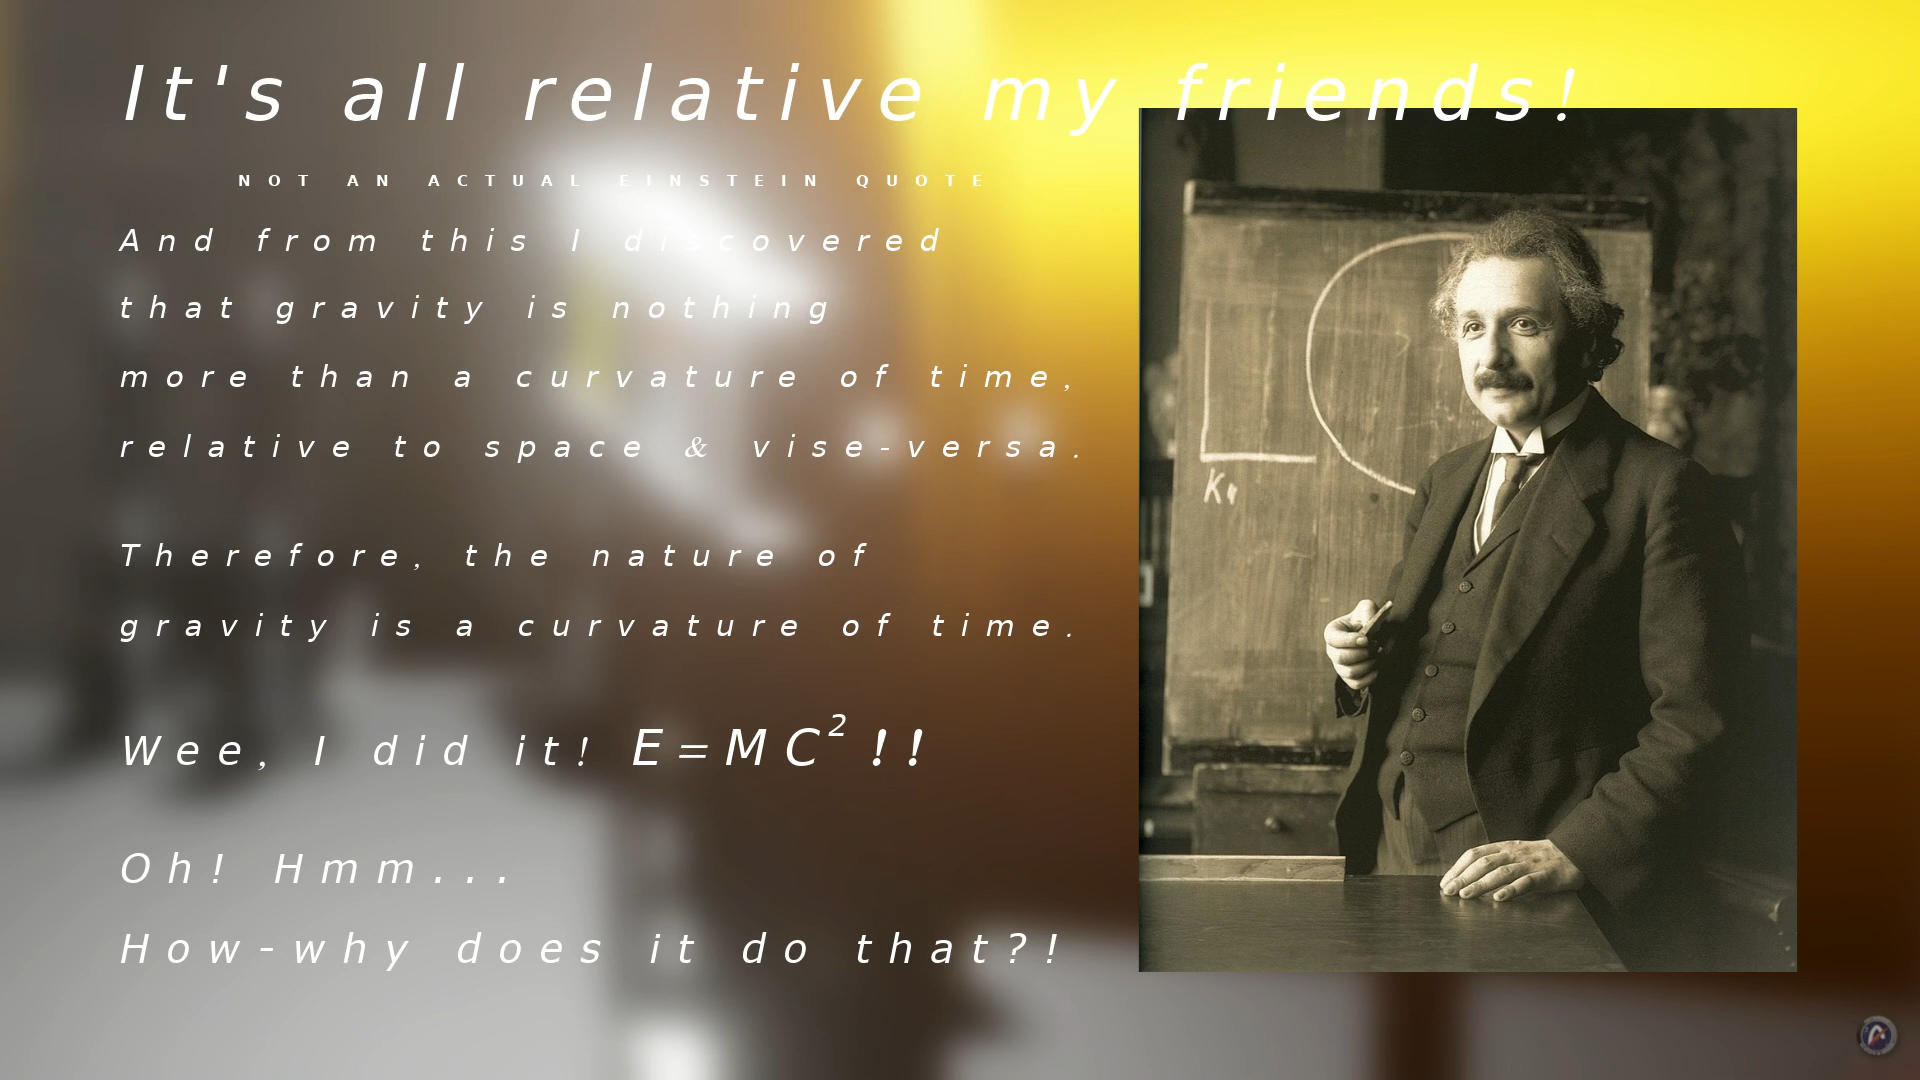 It's all relative my friends!
NOT AN ACTUAL EINSTEIN QUOTE
And from this I discovered
that gravity is nothing
more than a curvature of time,
relative to space & vise-versa.
Therefore, the nature of
gravity is a curvature of time.
Wee, I did it! E=MC²!!
Oh! Hmm...
How-why does it do that?!